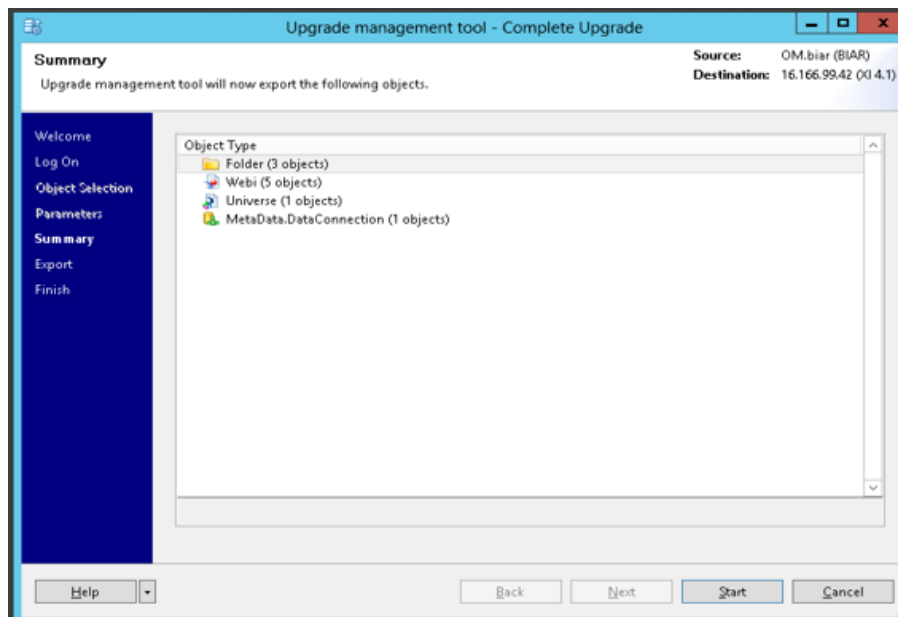 Upgrade management tool - Complete Upgrade
Summary
Upgrade management tool will now export the following objects.
Source: OM.biar (BIAR)
Destination: 16.166.99.42 (XI 4.1)
Welcome
Log On
Object Selection
Parameters
Summary
Export
Finish
Object Type
Folder (3 objects)
Webi (5 objects)
Universe (1 objects)
MetaData.DataConnection (1 objects)
Help
Back
Next
Start
Cancel